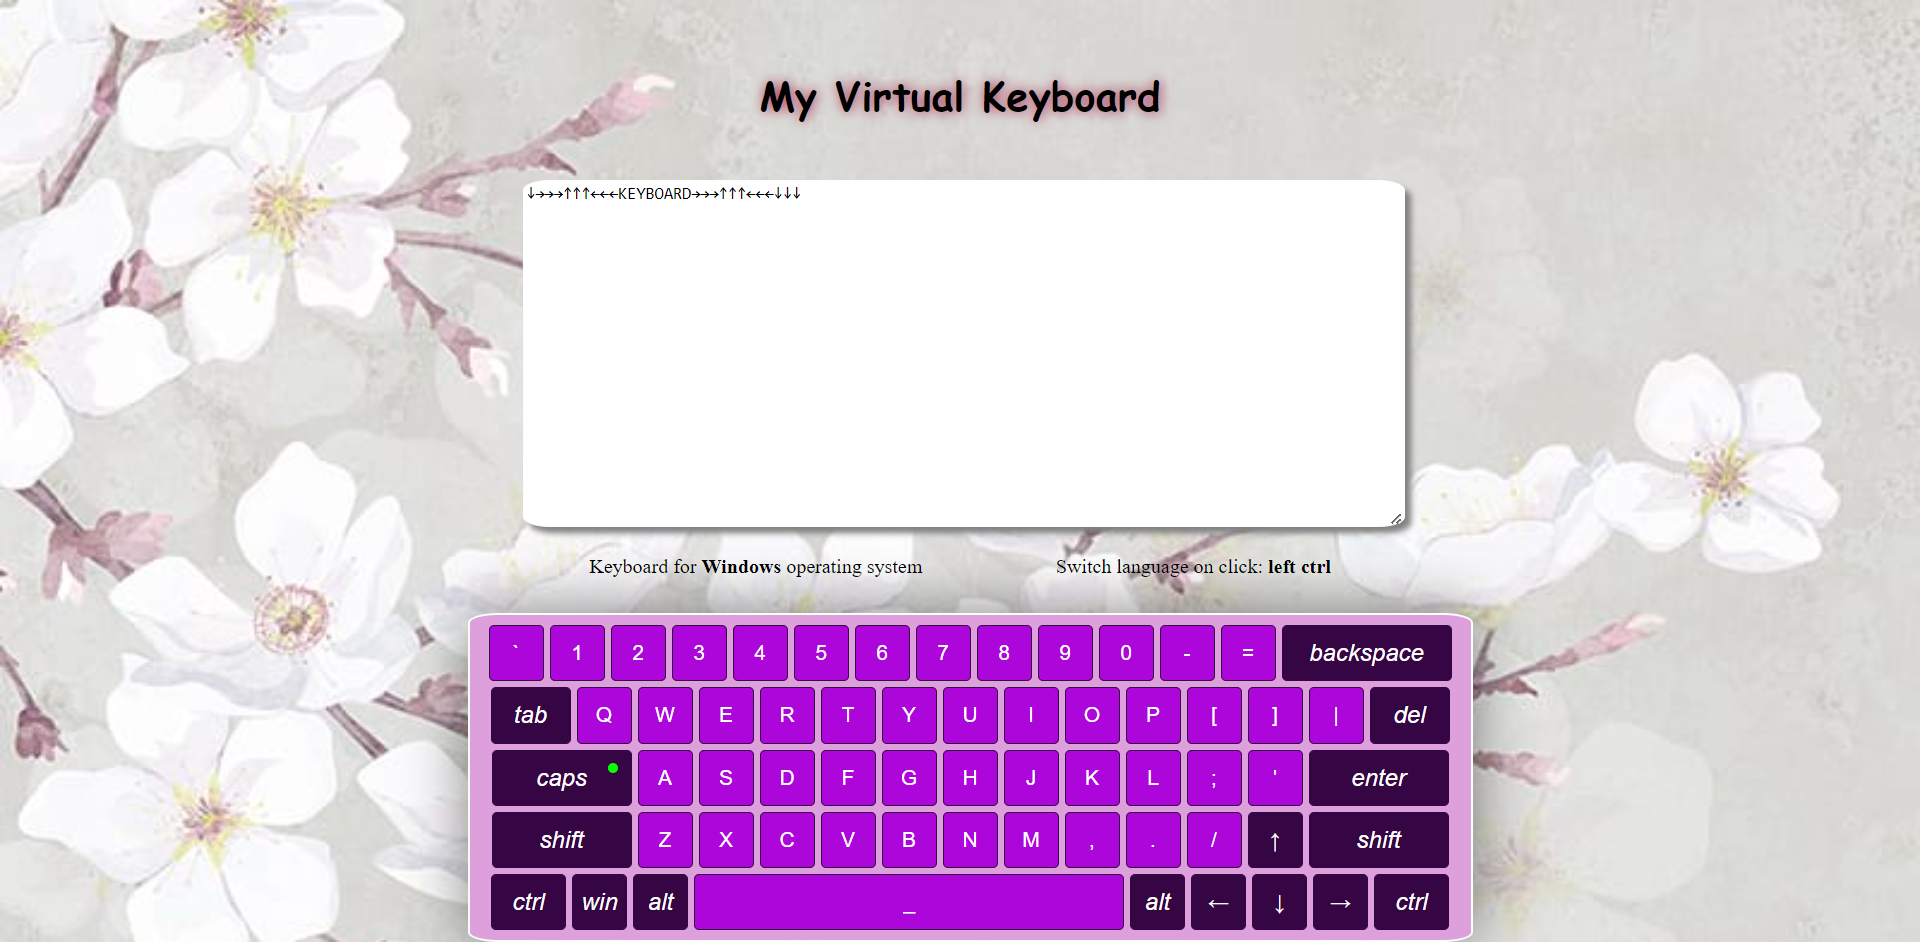 My Virtual Keyboard
↓→→→↑↑↑←←←KEYBOARD→→→↑↑↑←←←↓↓↓
Keyboard for Windows operating system Switch language on click: left ctrl
` 1 2 3 4 5 6 7 8 9 0 - = backspace
tab Q W E R T Y U I O P [ ] | del
caps A S D F G H J K L ; ' enter
shift Z X C V B N M , . / ↑ shift
ctrl win alt _ alt ← ↓ → ctrl